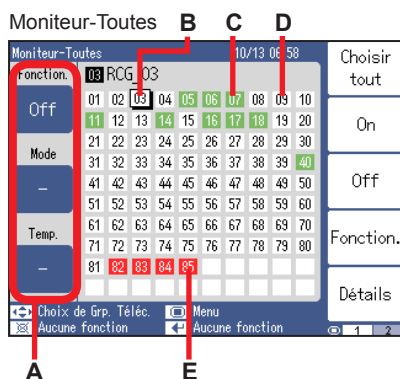 Moniteur-Toutes B C D
Moniteur-Toutes 10/13 06:58
Fonction. 03 RCG_03
Off
Mode
–
Temp.
–
01 02 03 04 05 06 07 08 09 10
11 12 13 14 15 16 17 18 19 20
21 22 23 24 25 26 27 28 29 30
31 32 33 34 35 36 37 38 39 40
41 42 43 44 45 46 47 48 49 50
51 52 53 54 55 56 57 58 59 60
61 62 63 64 65 66 67 68 69 70
71 72 73 74 75 76 77 78 79 80
81 82 83 84 85
Choix de Grp. Téléc. Menu
Aucune fonction Aucune fonction
Choisir
tout
On
Off
Fonction.
Détails
1 2
A E